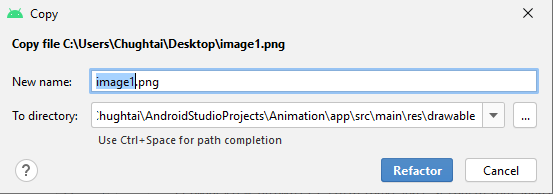 Copy
Copy file C:\Users\Chughtai\Desktop\image1.png
New name: image1.png
To directory: :hughtai\AndroidStudioProjects\Animation\app\src\main\res\drawable ...
Use Ctrl+Space for path completion
? Refactor Cancel